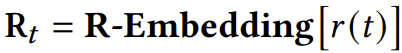 R_t = R-Embedding[r(t)]